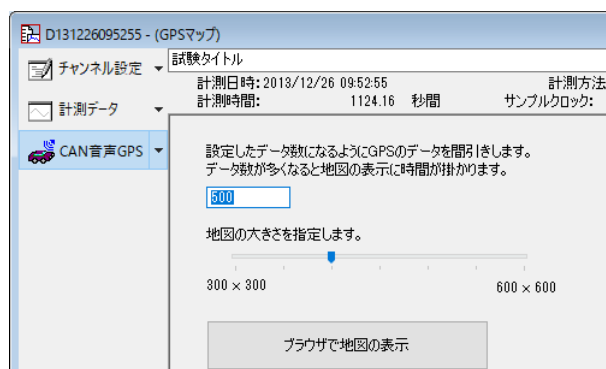 D131226095255 - (GPSマップ)
チャンネル設定
計測データ
CAN音声GPS
試験タイトル
計測日時: 2013/12/26 09:52:55 計測方法
計測時間: 1124.16 秒間 サンプルクロック:
設定したデータ数になるようにGPSのデータを間引きします。
データ数が多くなると地図の表示に時間が掛かります。
500
地図の大きさを指定します。
300 × 300 600 × 600
ブラウザで地図の表示